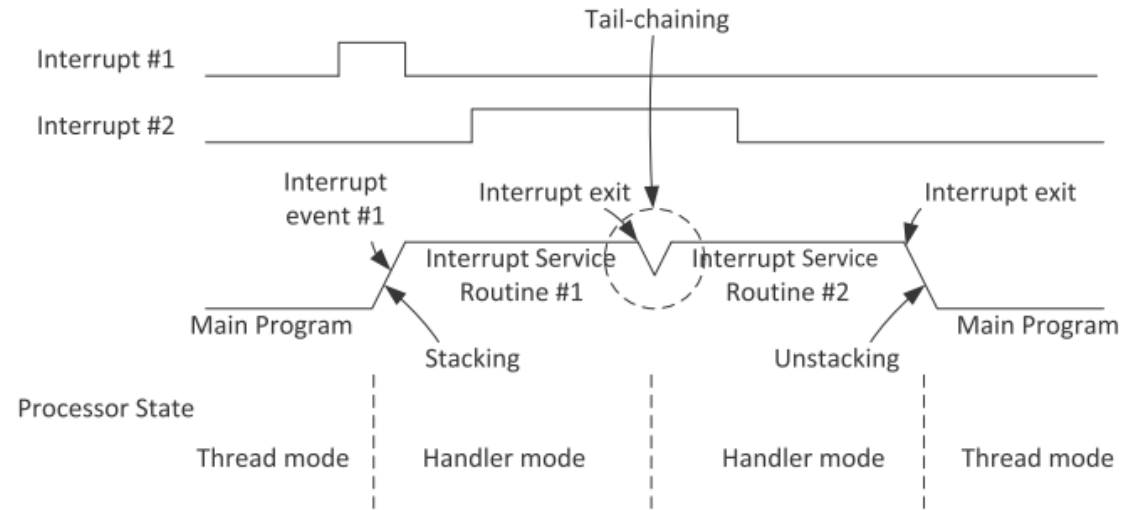 Tail-chaining
Interrupt #1
Interrupt #2
Interrupt
event #1
Interrupt exit
Interrupt exit
Interrupt Service
Routine #1
Interrupt Service
Routine #2
Main Program
Main Program
Stacking
Unstacking
Processor State
Thread mode
Handler mode
Handler mode
Thread mode